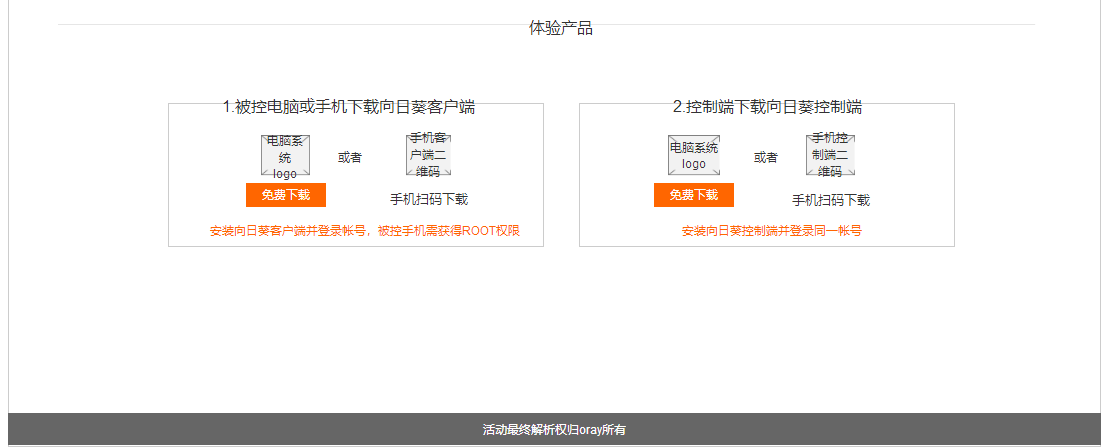 体验产品
1.被控电脑或手机下载向日葵客户端
电脑系
统
logo
或者
手机客
户端二
维码
免费下载
手机扫码下载
安装向日葵客户端并登录帐号，被控手机需获得ROOT权限
2.控制端下载向日葵控制端
电脑系统
logo
或者
手机控
制端二
维码
免费下载
手机扫码下载
安装向日葵控制端并登录同一帐号
活动最终解析权归oray所有